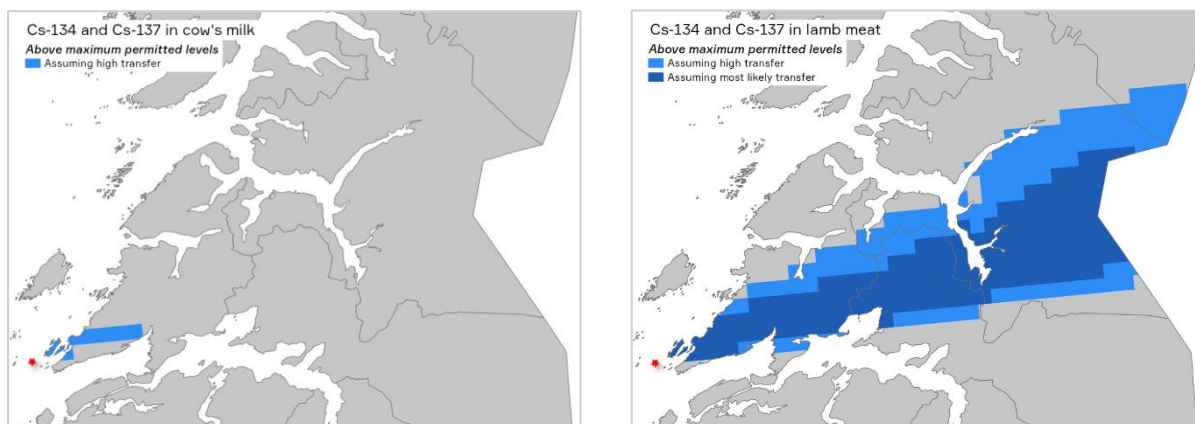 Cs-134 and Cs-137 in cow's milk
Above maximum permitted levels
Assuming high transfer
Cs-134 and Cs-137 in lamb meat
Above maximum permitted levels
Assuming high transfer
Assuming most likely transfer